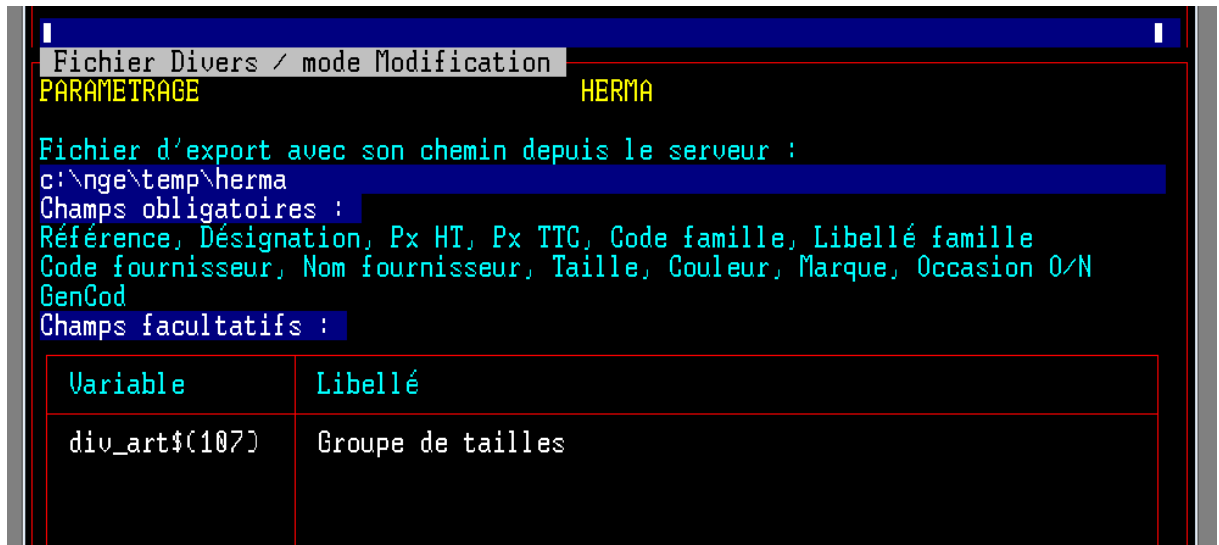 Fichier Divers / mode Modification
PARAMETRAGE HERMA
Fichier d'export avec son chemin depuis le serveur :
c:\nge\temp\herma
Champs obligatoires :
Référence, Désignation, Px HT, Px TTC, Code famille, Libellé famille
Code fournisseur, Nom fournisseur, Taille, Couleur, Marque, Occasion O/N
GenCod
Champs facultatifs :
Variable Libellé
div_art$(107) Groupe de tailles